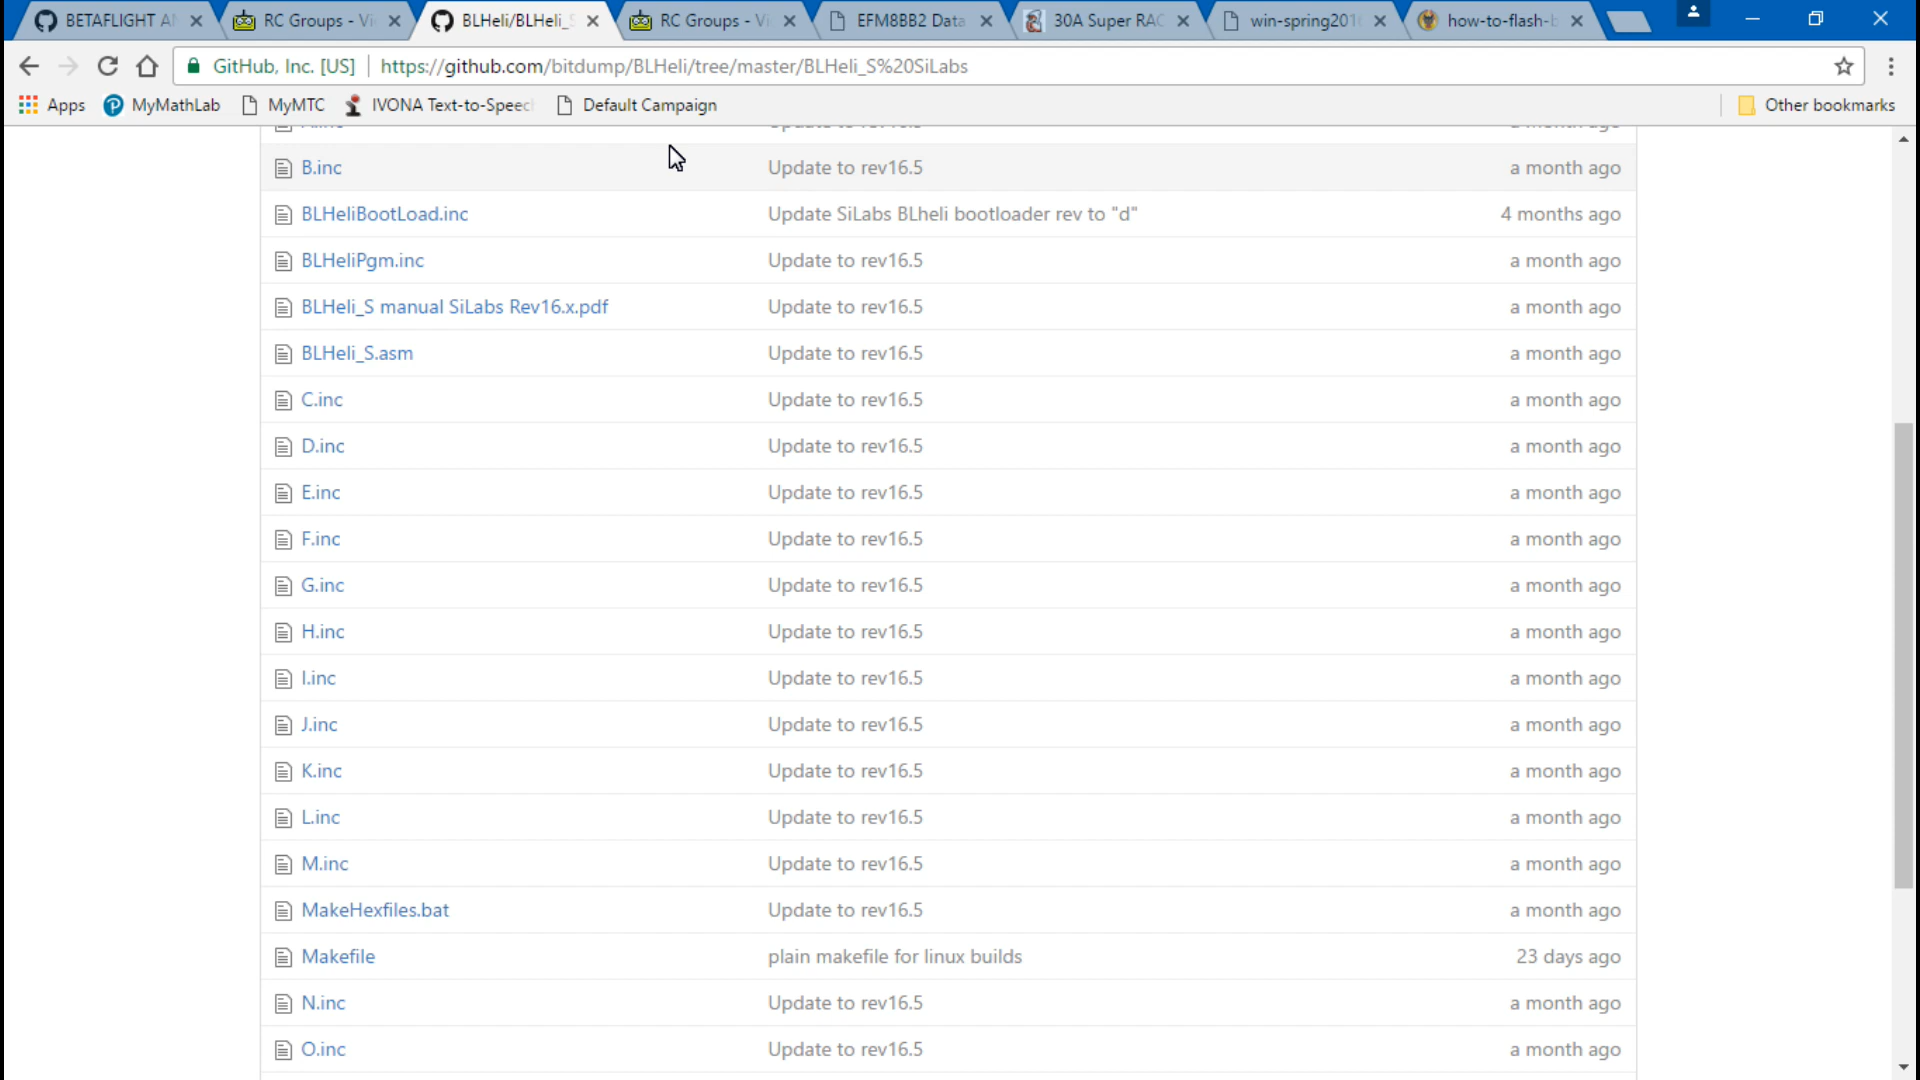 BETAFLIGHT AN
RC Groups - Vi
BLHeli/BLHeli_S
RC Groups - Vi
EFM8BB2 Data
30A Super RAC
win-spring201
how-to-flash-b
GitHub, Inc. [US]
https://github.com/bitdump/BLHeli/tree/master/BLHeli_S%20SiLabs
Apps
MyMathLab
MyMTC
IVONA Text-to-Speec
Default Campaign
Other bookmarks
B.inc Update to rev16.5 a month ago
BLHeliBootLoad.inc Update SiLabs BLheli bootloader rev to "d" 4 months ago
BLHeliPgm.inc Update to rev16.5 a month ago
BLHeli_S manual SiLabs Rev16.x.pdf Update to rev16.5 a month ago
BLHeli_S.asm Update to rev16.5 a month ago
C.inc Update to rev16.5 a month ago
D.inc Update to rev16.5 a month ago
E.inc Update to rev16.5 a month ago
F.inc Update to rev16.5 a month ago
G.inc Update to rev16.5 a month ago
H.inc Update to rev16.5 a month ago
I.inc Update to rev16.5 a month ago
J.inc Update to rev16.5 a month ago
K.inc Update to rev16.5 a month ago
L.inc Update to rev16.5 a month ago
M.inc Update to rev16.5 a month ago
MakeHexfiles.bat Update to rev16.5 a month ago
Makefile plain makefile for linux builds 23 days ago
N.inc Update to rev16.5 a month ago
O.inc Update to rev16.5 a month ago